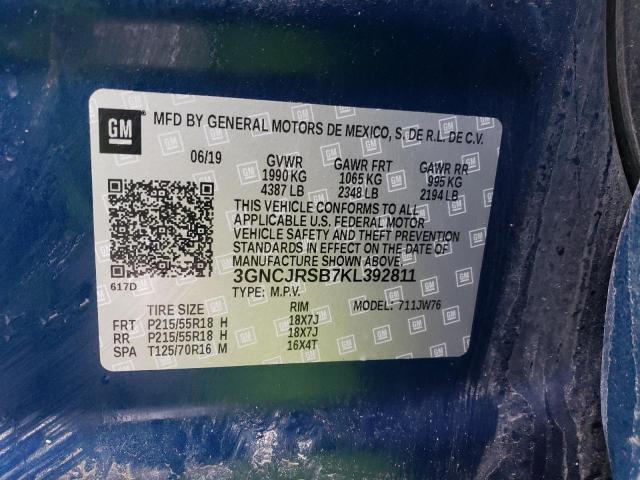 GM MFD BY GENERAL MOTORS DE MEXICO, S. DE R.L. DE C.V.
06/19 GVWR GAWR FRT GAWR RR
1990 KG 1065 KG 995 KG
4387 LB 2348 LB 2194 LB
THIS VEHICLE CONFORMS TO ALL
APPLICABLE U.S. FEDERAL MOTOR
VEHICLE SAFETY AND THEFT PREVENTION
STANDARDS IN EFFECT ON THE DATE OF
MANUFACTURE SHOWN ABOVE.
3GNCJRSB7KL392811
617D
TYPE: M.P.V. MODEL: 711JW76
TIRE SIZE RIM
FRT P215/55R18 H 18X7J
RR P215/55R18 H 18X7J
SPA T125/70R16 M 16X4T